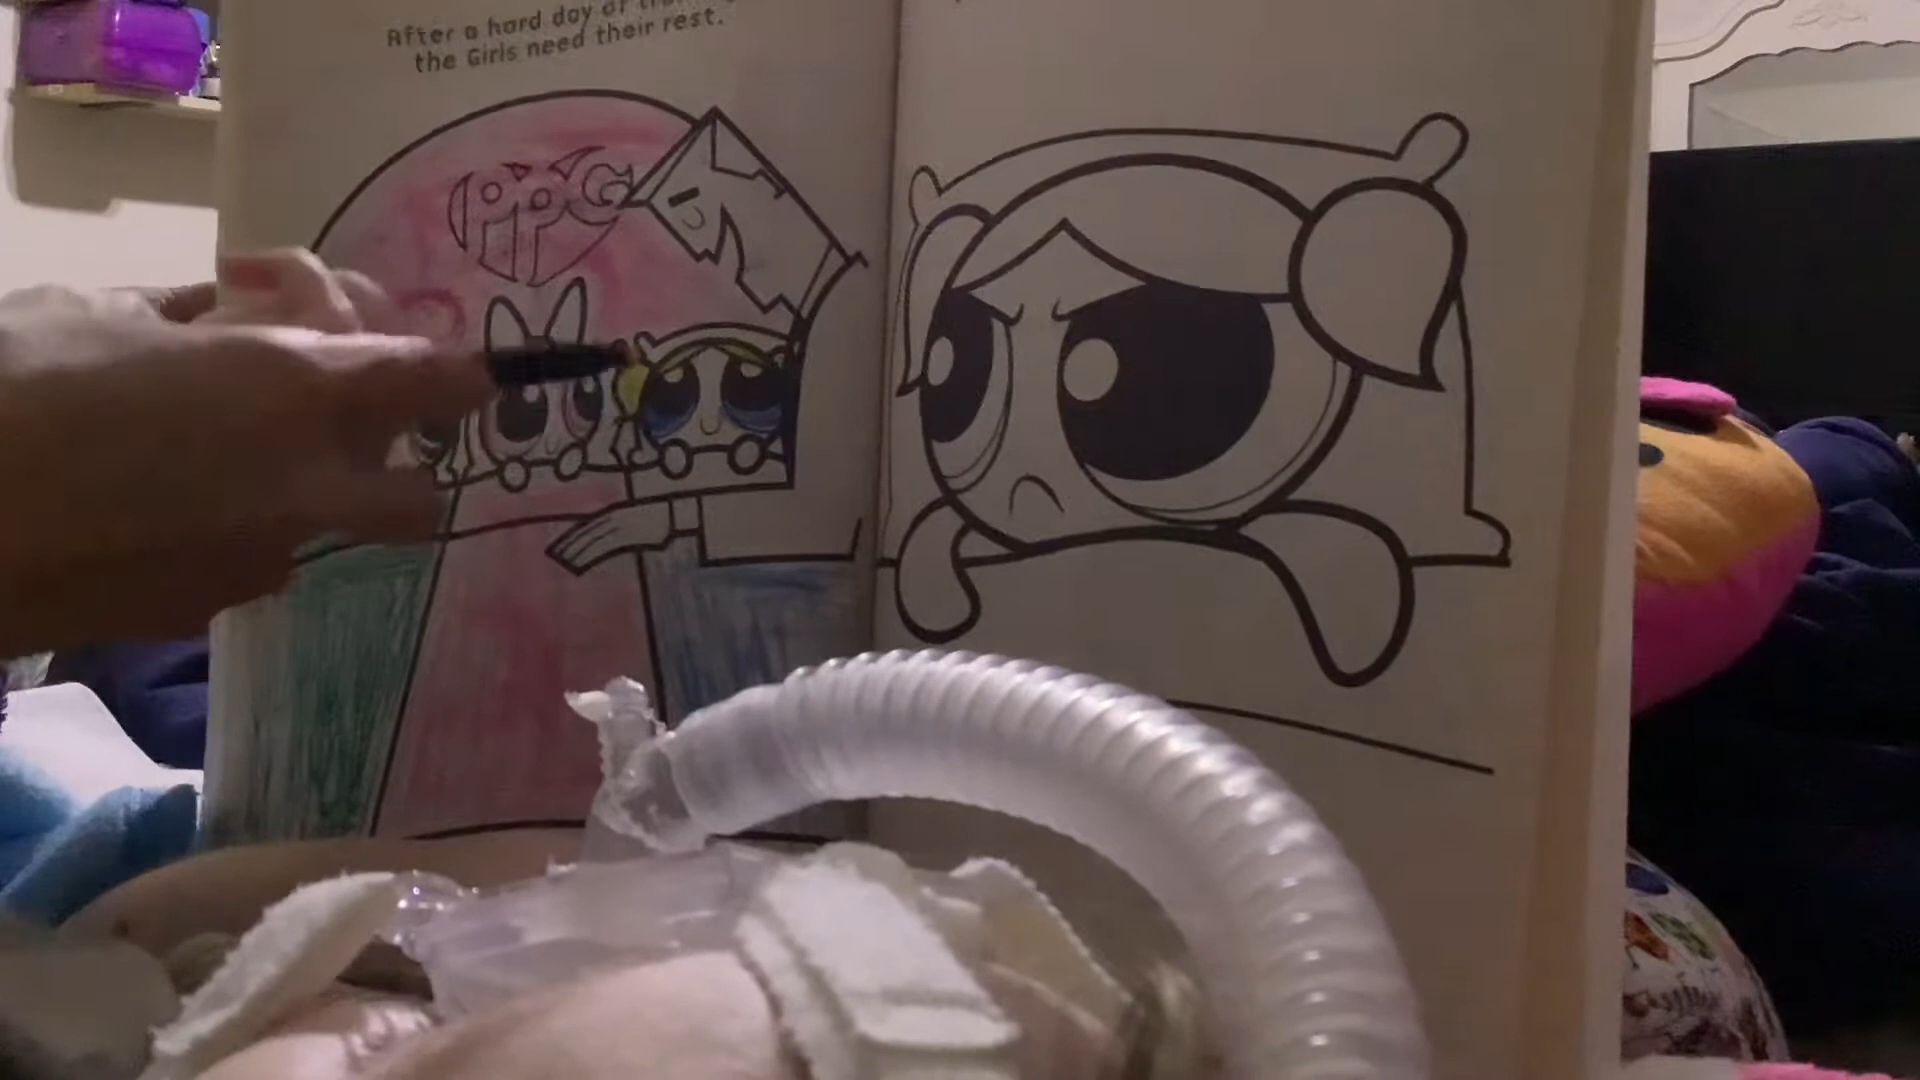 After a hard day of
the Girls need their rest.
PPG